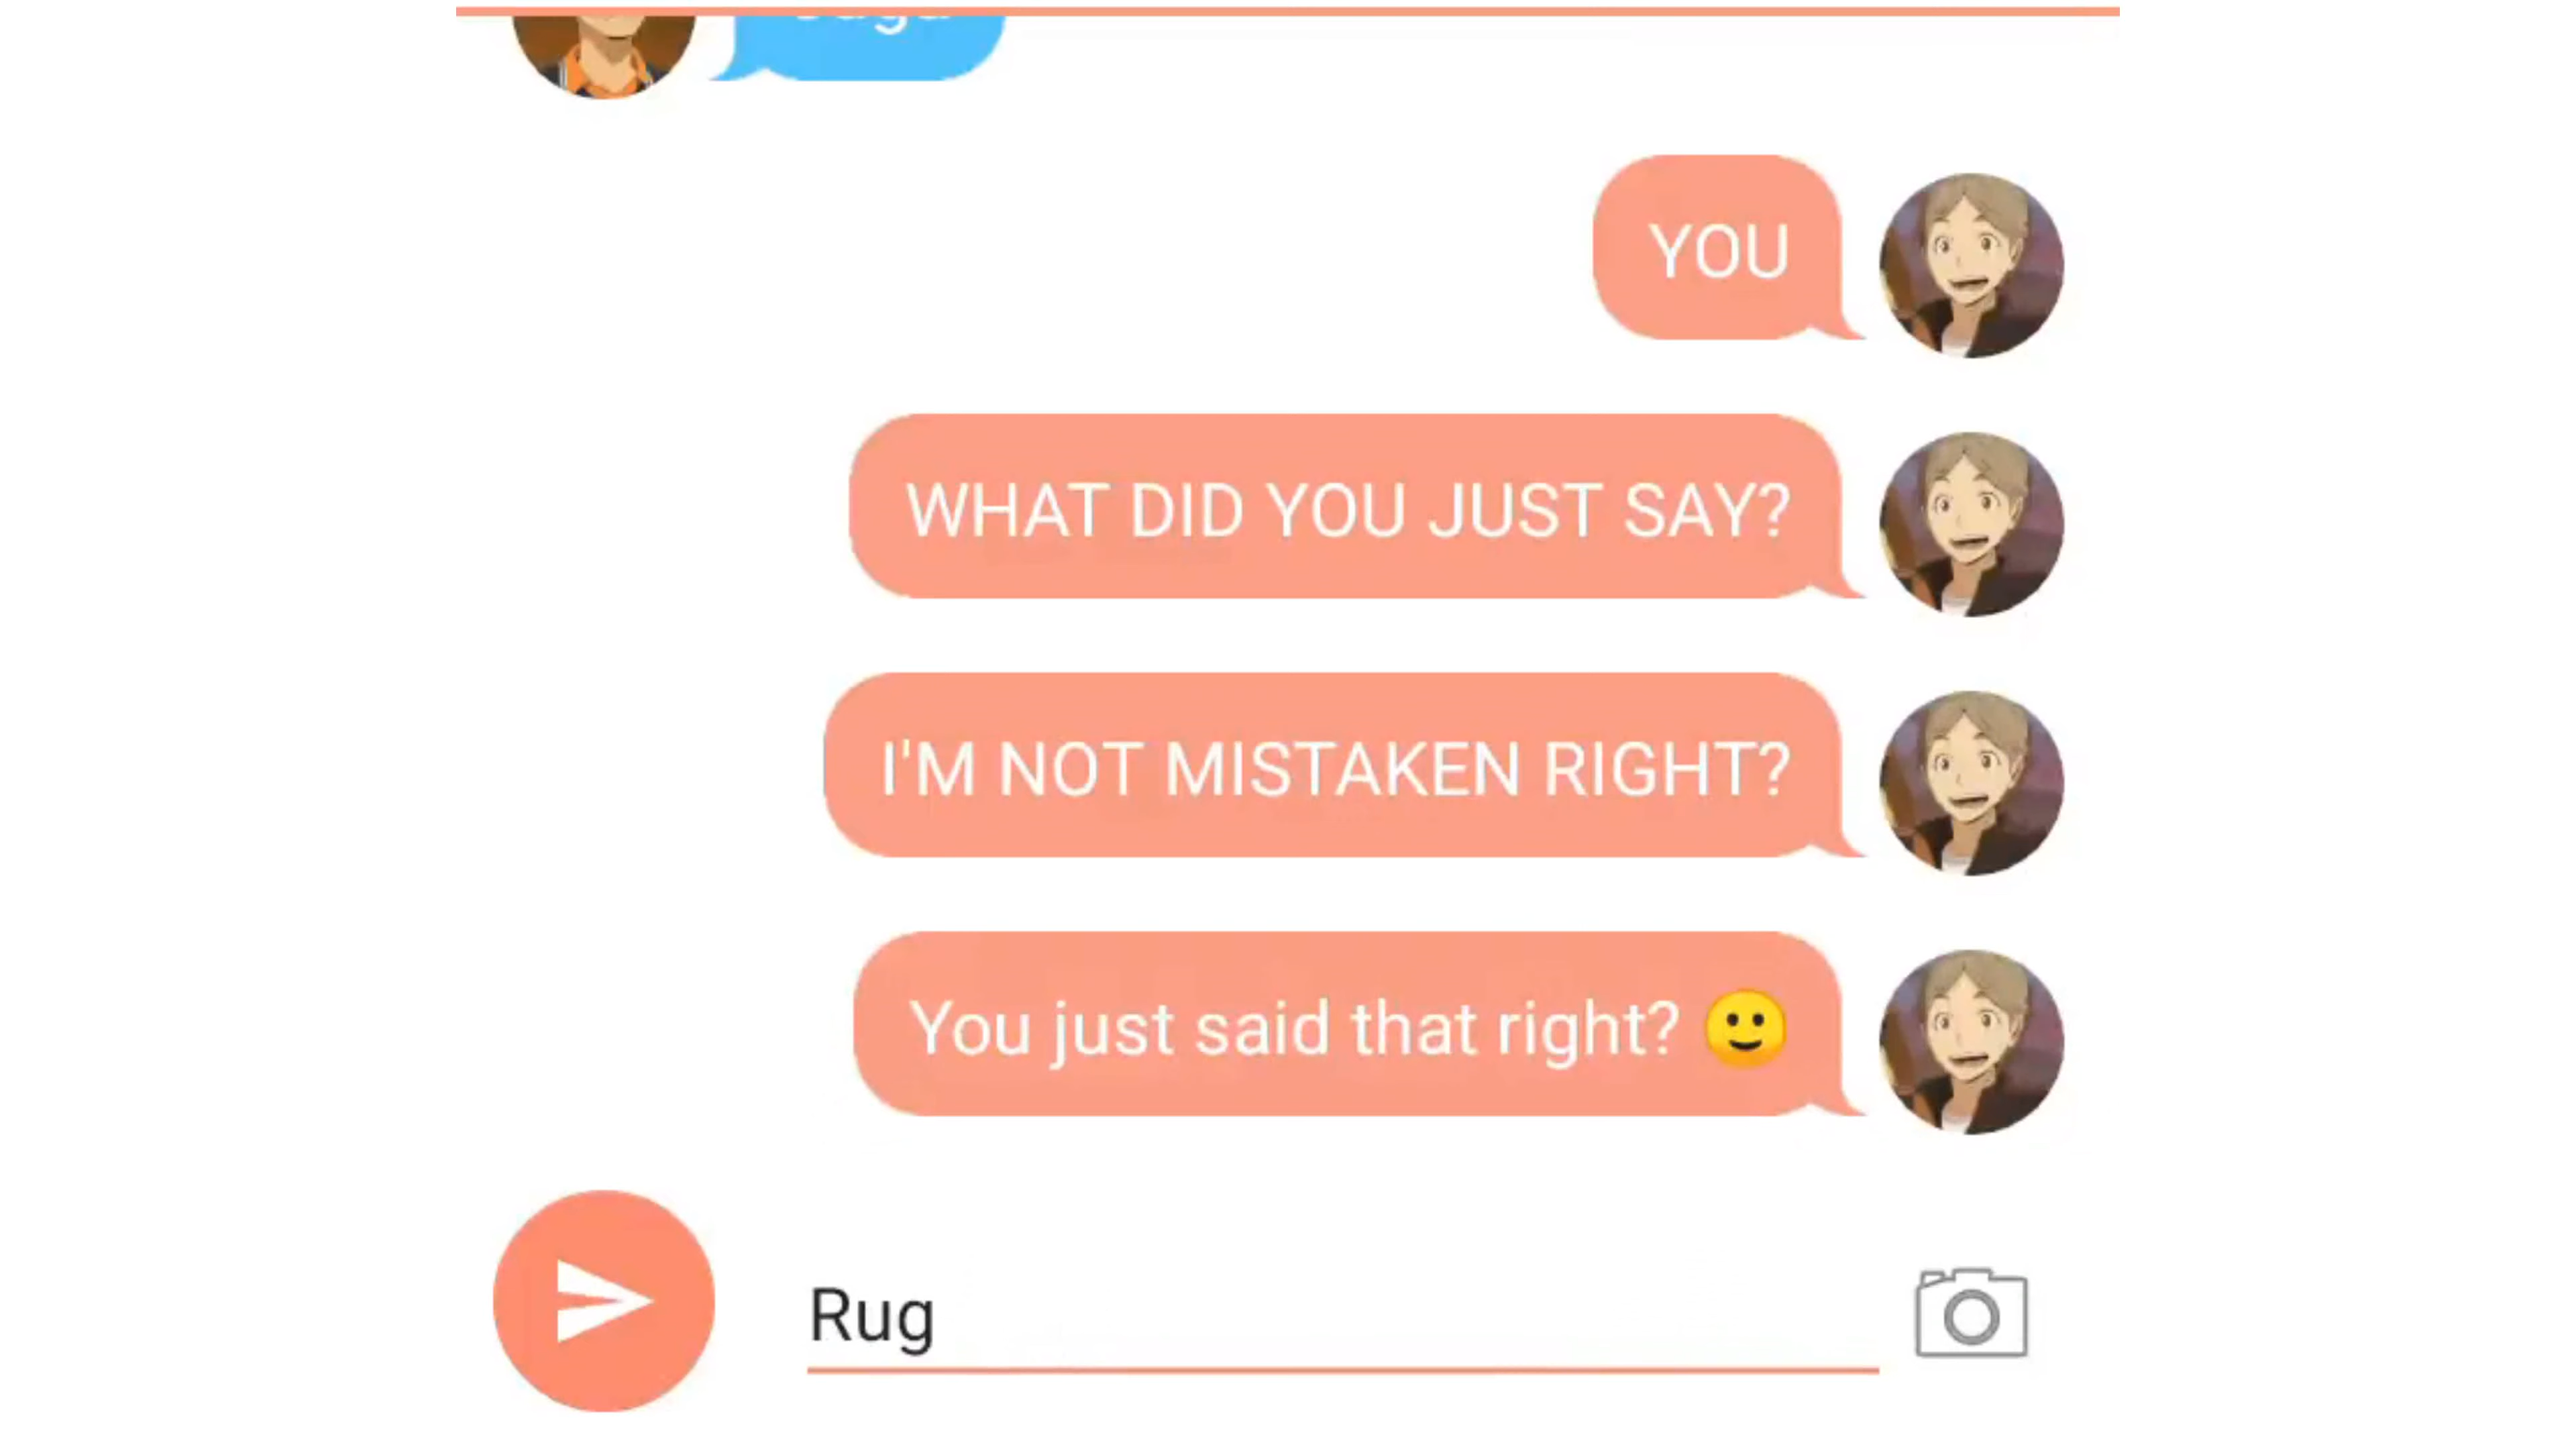 YOU
WHAT DID YOU JUST SAY?
I'M NOT MISTAKEN RIGHT?
You just said that right? 🙂
Rug